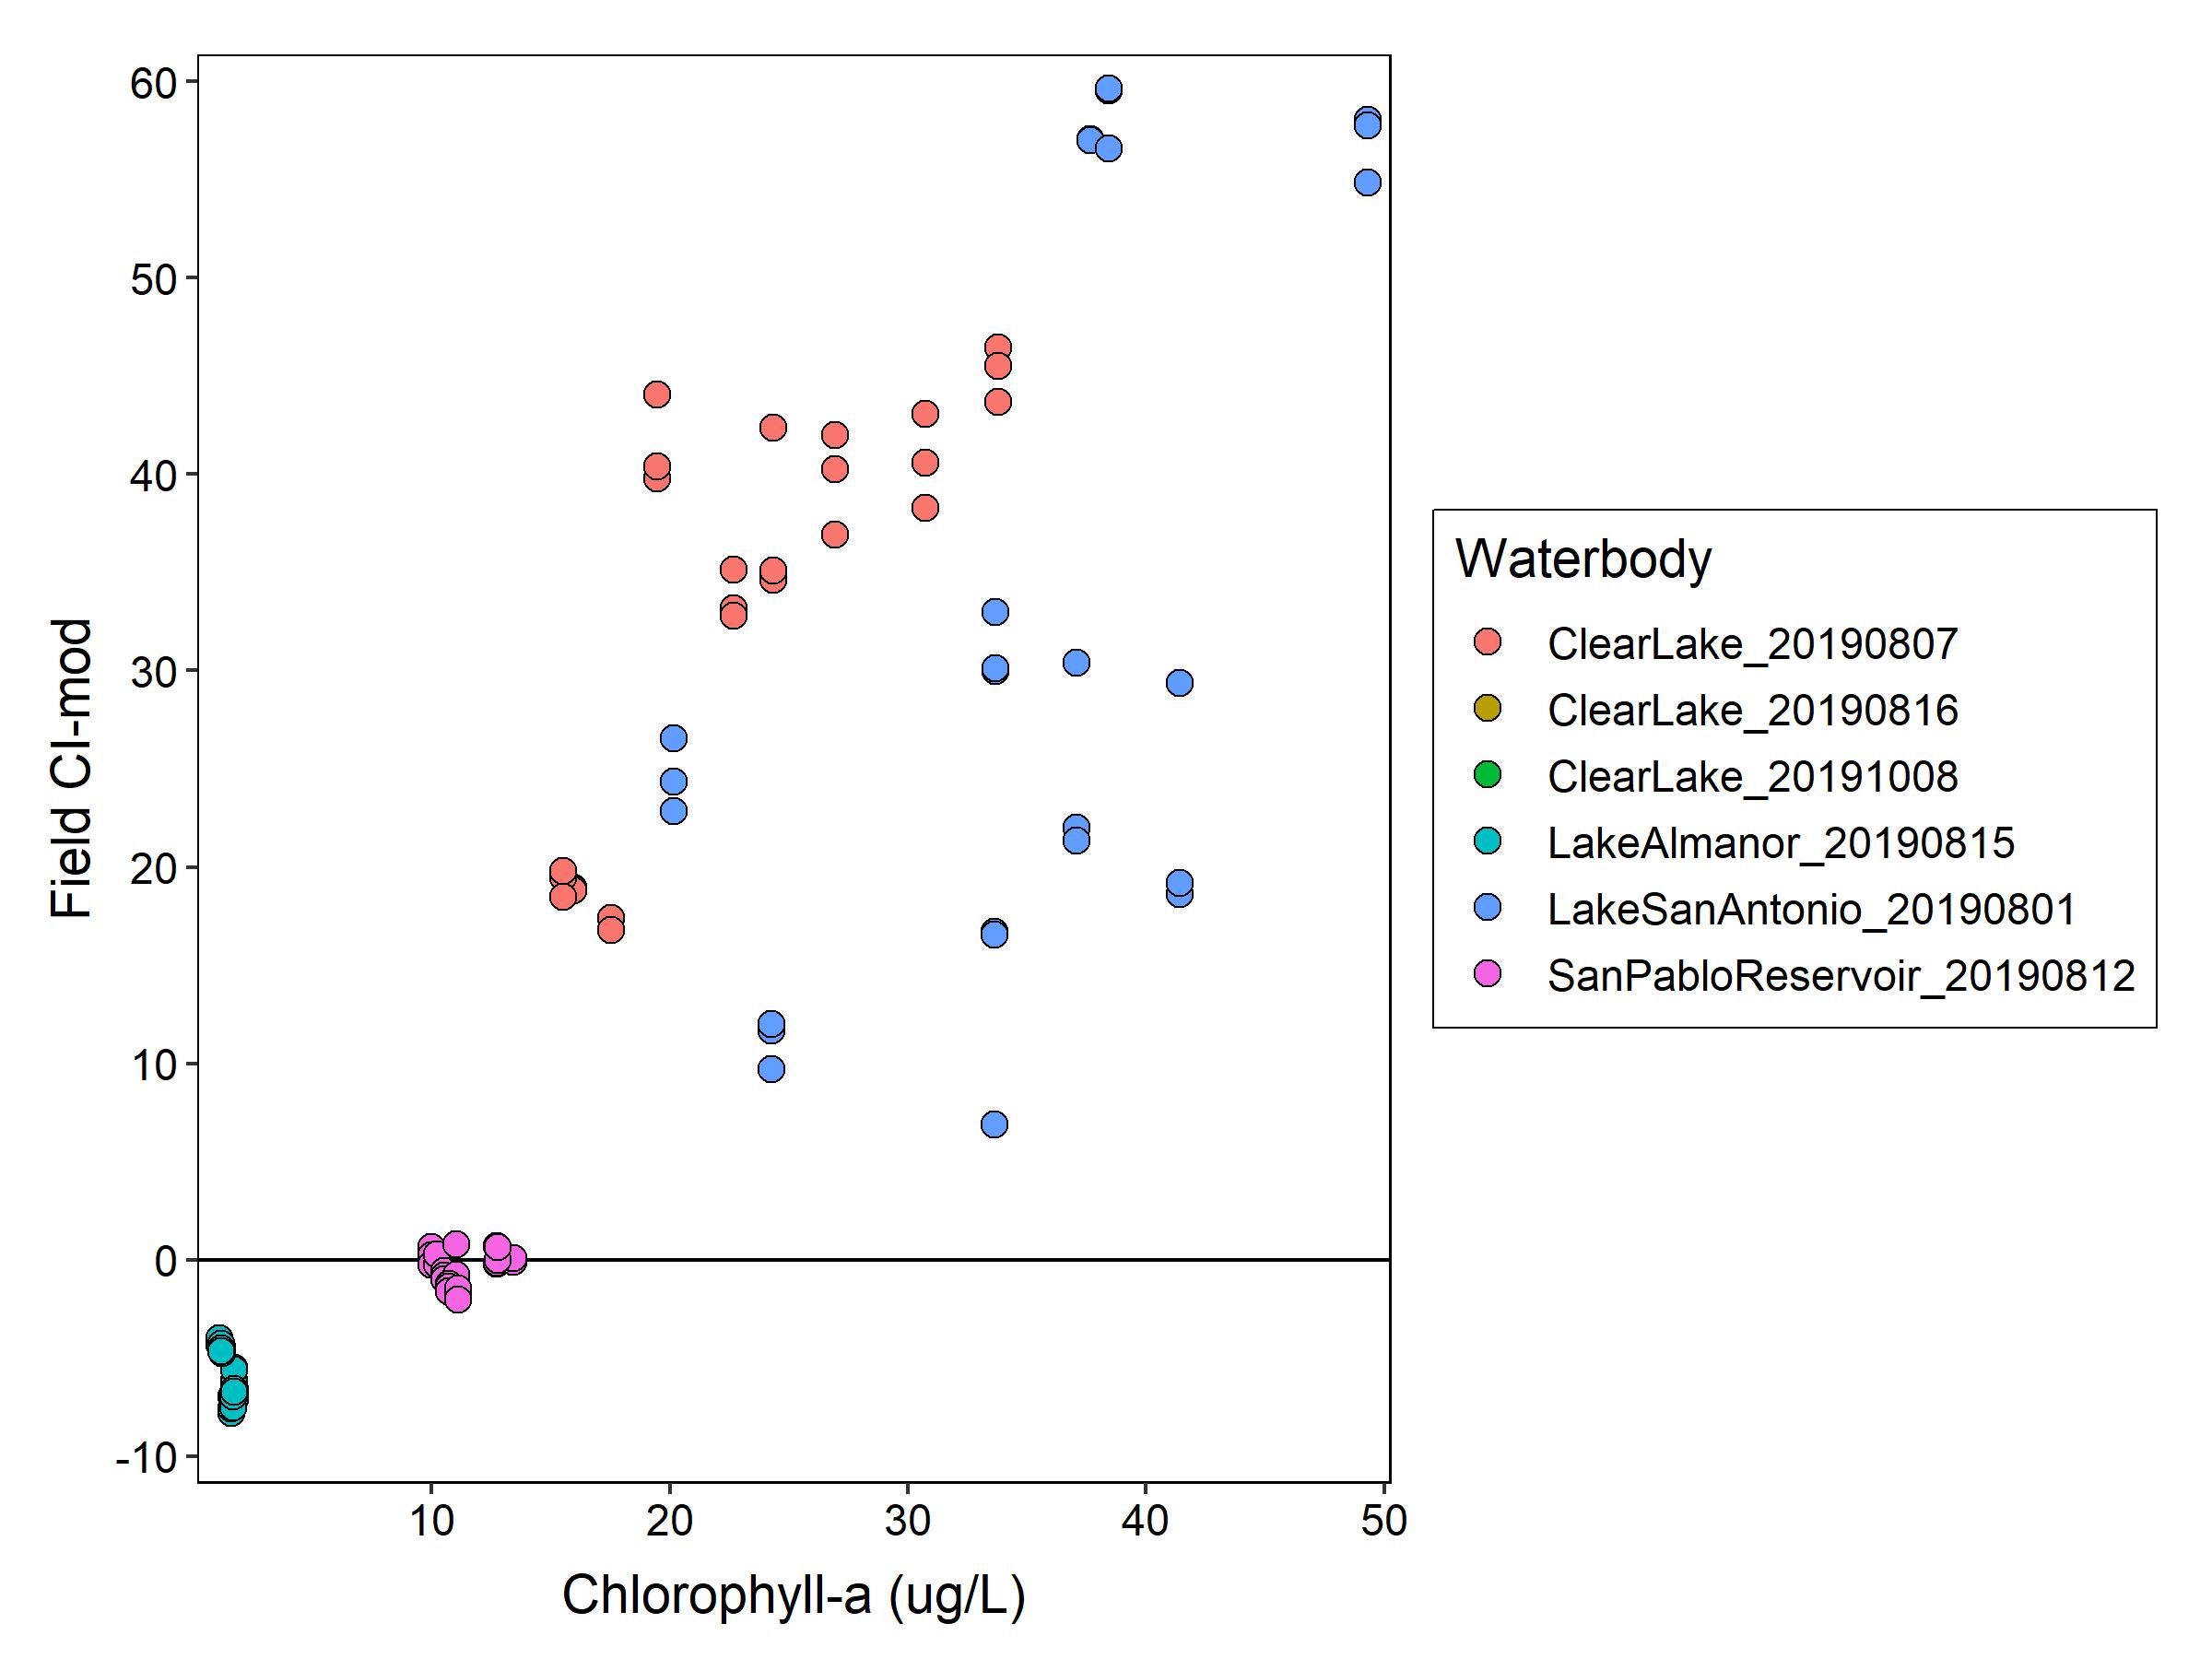 60
50
40
30
20
10
0
-10
Field CI-mod
10 20 30 40 50
Chlorophyll-a (ug/L)
Waterbody
ClearLake_20190807
ClearLake_20190816
ClearLake_20191008
LakeAlmanor_20190815
LakeSanAntonio_20190801
SanPabloReservoir_20190812